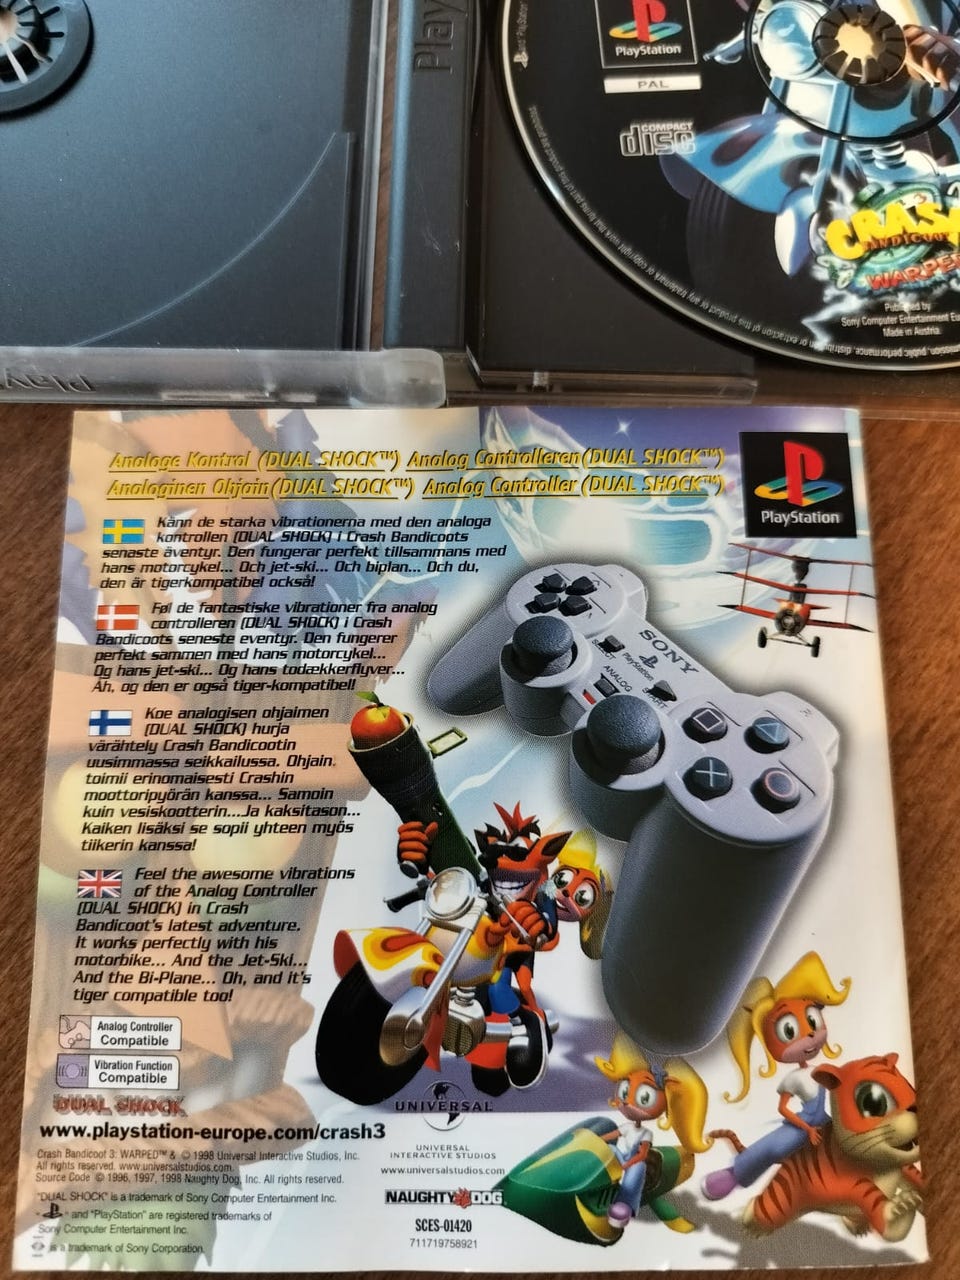 Play
PlayStation
PAL
COMPACT
disc
CRASH
BANDICOOT
WARPED
Published by
Sony Computer Entertainment
Made in Austria.
Play
Analoge Kontrol (DUAL SHOCK™) Analog Controlleren (DUAL SHOCK™)
Analoginen Ohjain (DUAL SHOCK™) Analog Controller (DUAL SHOCK™)
PlayStation
Känn de starka vibrationerna med den analoga
kontrollen (DUAL SHOCK) i Crash Bandicoots
senaste äventyr. Den fungerar perfekt tillsammans med
hans motorcykel... Och jet-ski... Och biplan... Och du,
den är tigerkompatibel också!
Føl de fantastiske vibrationer fra analog
controlleren (DUAL SHOCK) i Crash
Bandicoots seneste eventyr. Den fungerer
perfekt sammen med hans motorcykel...
Og hans jet-ski... Og hans todækkerflyver...
Åh, og den er også tiger-kompatibel!
Koe analogisen ohjaimen
(DUAL SHOCK) hurja
värähtely Crash Bandicootin
uusimmassa seikkailussa. Ohjain
toimii erinomaisesti Crashin
moottoripyörän kanssa... Samoin
kuin vesiskootterin...Ja kaksitason...
Kaiken lisäksi se sopii yhteen myös
tiikerin kanssa!
Feel the awesome vibrations
of the Analog Controller
(DUAL SHOCK) in Crash
Bandicoot's latest adventure.
It works perfectly with his
motorbike... And the Jet-Ski...
And the Bi-Plane... Oh, and it's
tiger compatible too!
SONY
PlayStation
SELECT
ANALOG
START
Analog Controller
Compatible
Vibration Function
Compatible
DUAL SHOCK
www.playstation-europe.com/crash3
Crash Bandicoot 3: WARPED™ & © 1998 Universal Interactive Studios, Inc.
All rights reserved. www.universalstudios.com.
Source Code © 1996, 1997, 1998 Naughty Dog, Inc. All rights reserved.
"DUAL SHOCK" is a trademark of Sony Computer Entertainment Inc.
" " and "PlayStation" are registered trademarks of
Sony Computer Entertainment Inc.
is a trademark of Sony Corporation.
UNIVERSAL
UNIVERSAL
INTERACTIVE STUDIOS
www.universalstudios.com
NAUGHTY DOG
SCES-01420
711719758921